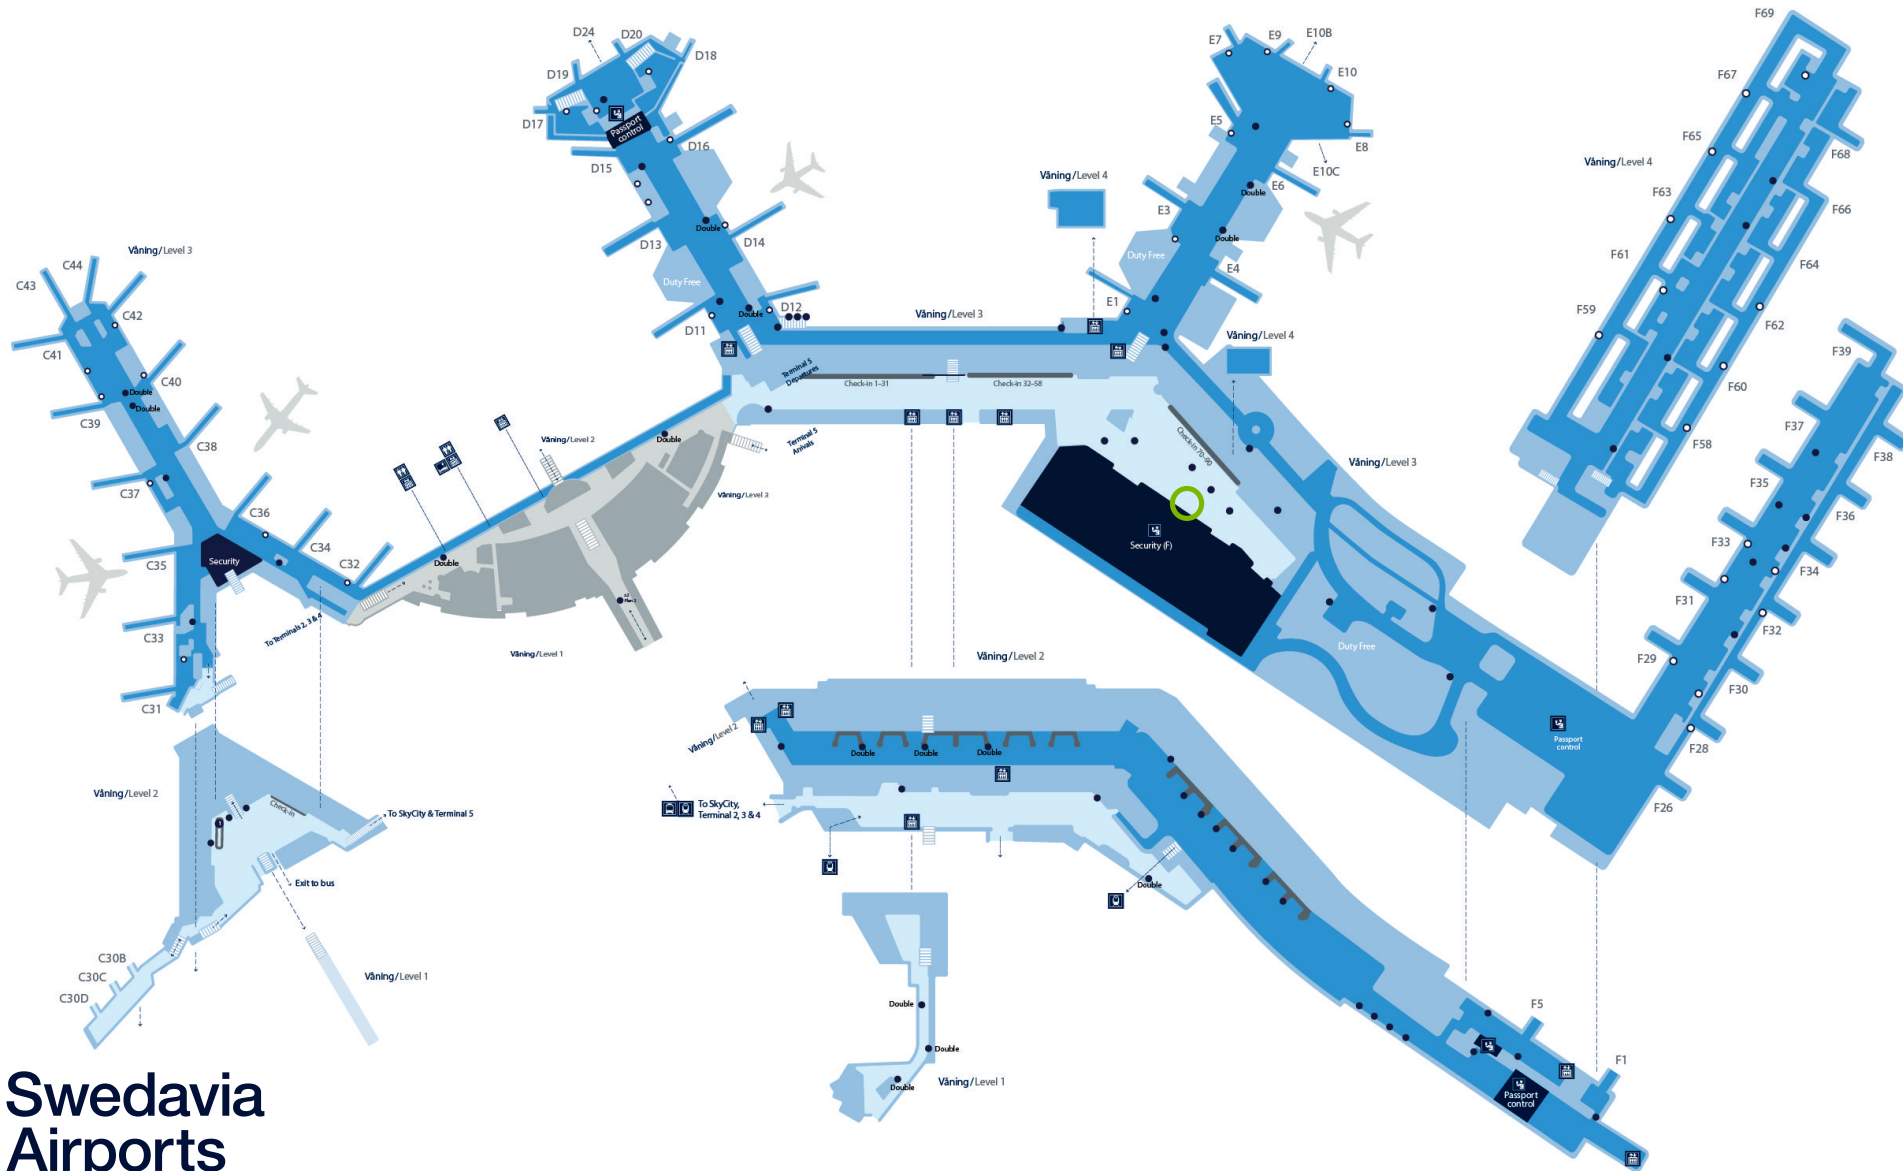 D24
D20
D18
D19
D17
Passport
control
D16
D15
Double
D13
D14
Duty Free
D12
Double
D11
E7
E9
E10B
E10
E5
E8
E10C
Våning/Level 4
E6
Double
E3
Double
Duty Free
E4
E1
Våning/Level 3
Våning/Level 4
F69
F67
F65
Våning/Level 4
F68
F63
F66
F61
F64
F59
F62
F60
F58
F39
F37
F38
F35
F36
F33
F34
F31
F32
F29
F30
F28
F26
Våning/Level 3
C44
C43
C42
C41
C40
Double
Double
C39
C38
C37
C36
C34
C32
C35
Security
C33
C31
To Terminals 2, 3 & 4
Våning/Level 2
Double
Double
Våning/Level 3
Våning/Level 1
Terminal 5
Departures
Check-in 1–31
Check-in 32–58
Terminal 5
Arrivals
Check-in 70–90
Våning/Level 3
Security (F)
Duty Free
Passport
control
Våning/Level 2
Våning/Level 2
Double
Double
Double
To SkyCity,
Terminal 2, 3 & 4
Double
Våning/Level 2
Check-in
To SkyCity & Terminal 5
Exit to bus
C30B
C30C
C30D
Våning/Level 1
Double
Double
Double
Våning/Level 1
F5
F1
Passport
control
Swedavia
Airports